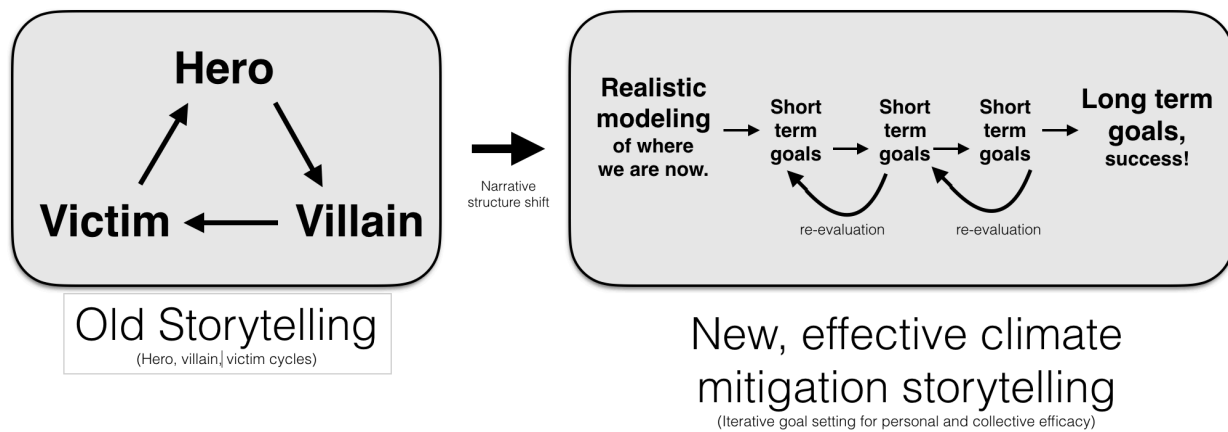 Hero
Victim
Villain
Old Storytelling
(Hero, villain, victim cycles)
Narrative
structure shift
Realistic
modeling
of where
we are now.
Short
term
goals
Short
term
goals
Short
term
goals
Long term
goals,
success!
re-evaluation
re-evaluation
New, effective climate
mitigation storytelling
(Iterative goal setting for personal and collective efficacy)